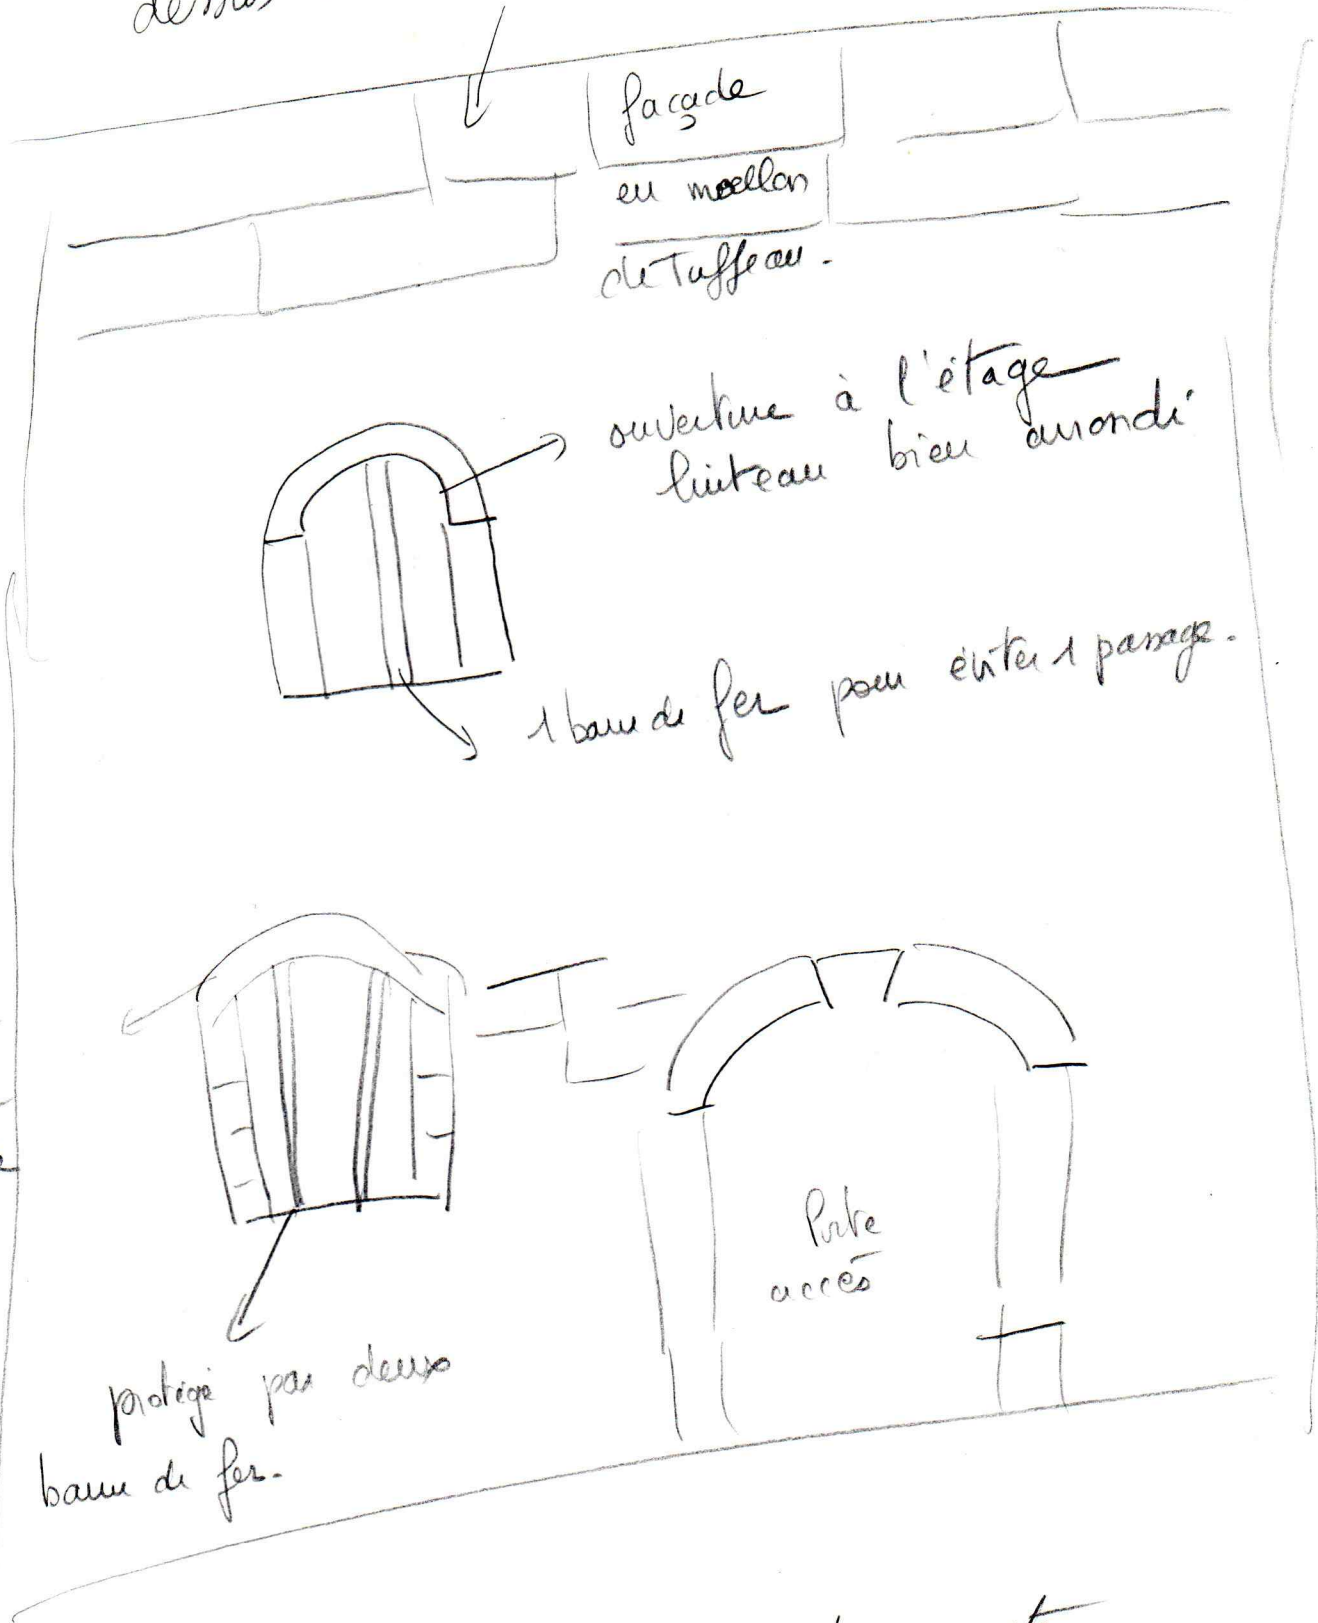 façade
en moellon
de Tuffeau.
ouverture à l'étage
linteau bien arrondi
1 barre de fer pour éviter 1 passage.
Porte
accès
protégé par deux
barre de fer.